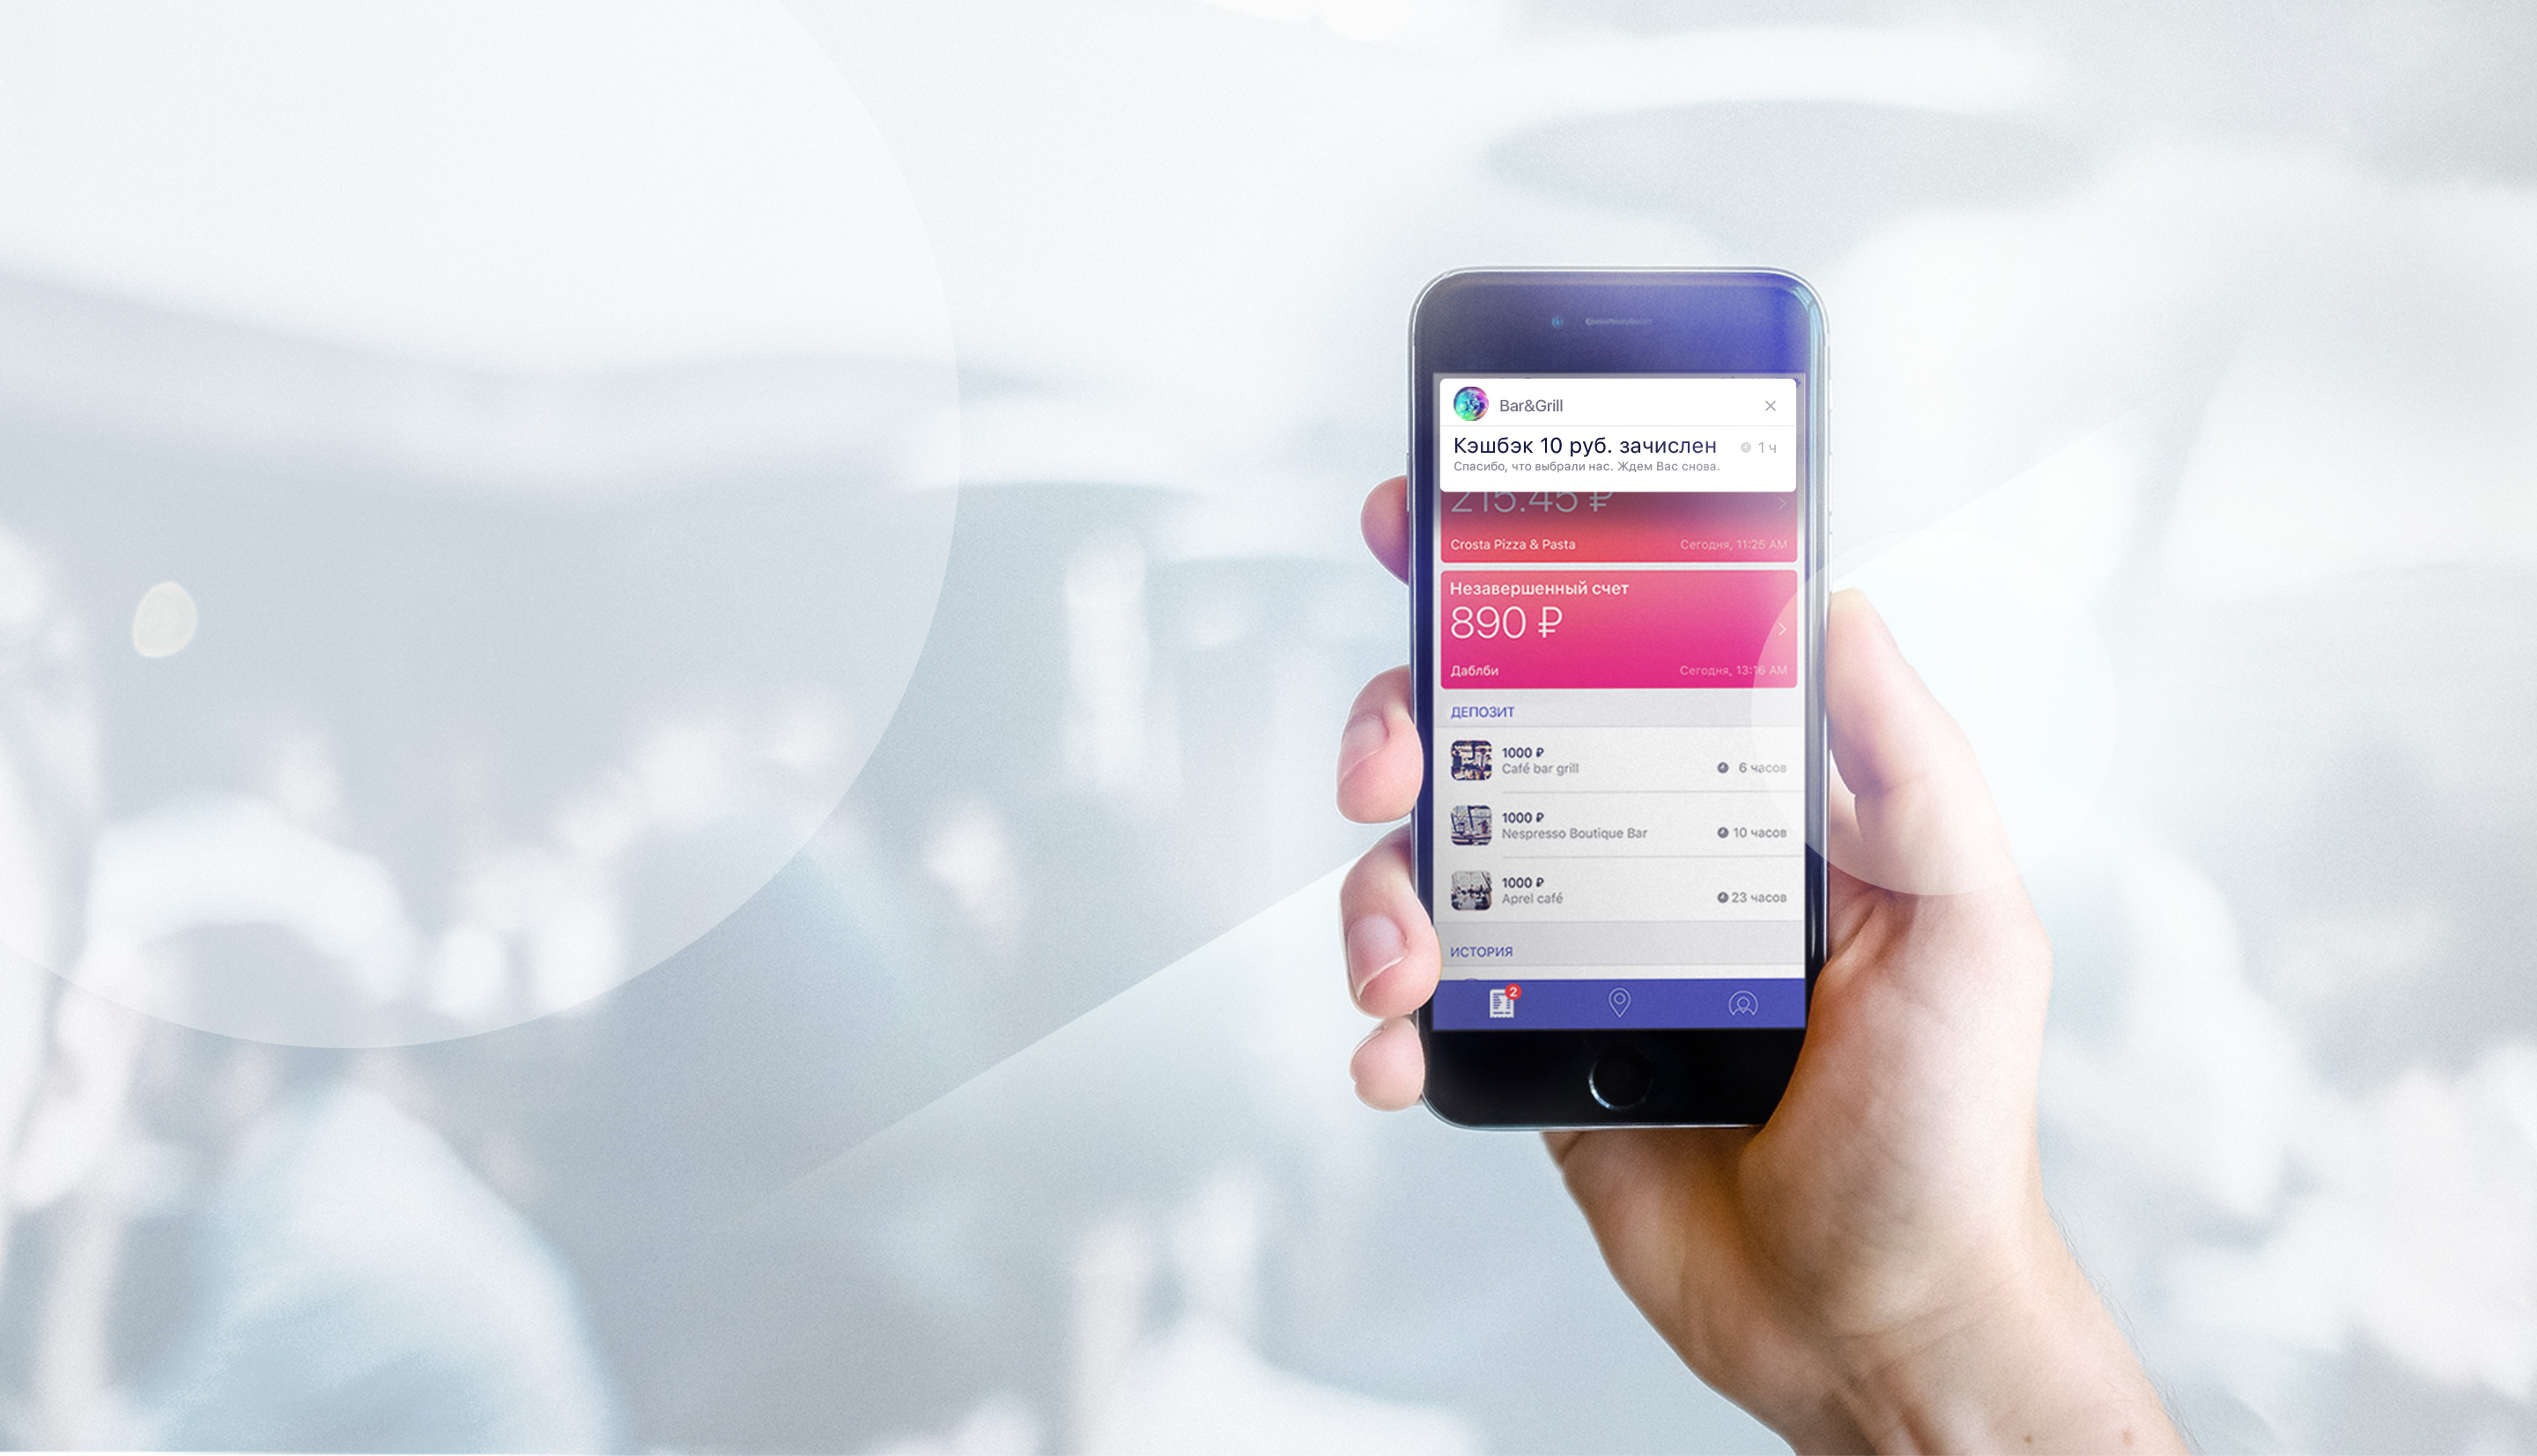 Bar&Grill
Кэшбэк 10 руб. зачислен 1 ч
Спасибо, что выбрали нас. Ждем Вас снова.
215.45 ₽
Crosta Pizza & Pasta Сегодня, 11:25 AM
Незавершенный счет
890 ₽
Даблби Сегодня, 13:16 AM
ДЕПОЗИТ
1000 ₽
Café bar grill 6 часов
1000 ₽
Nespresso Boutique Bar 10 часов
1000 ₽
Aprel café 23 часов
ИСТОРИЯ
2